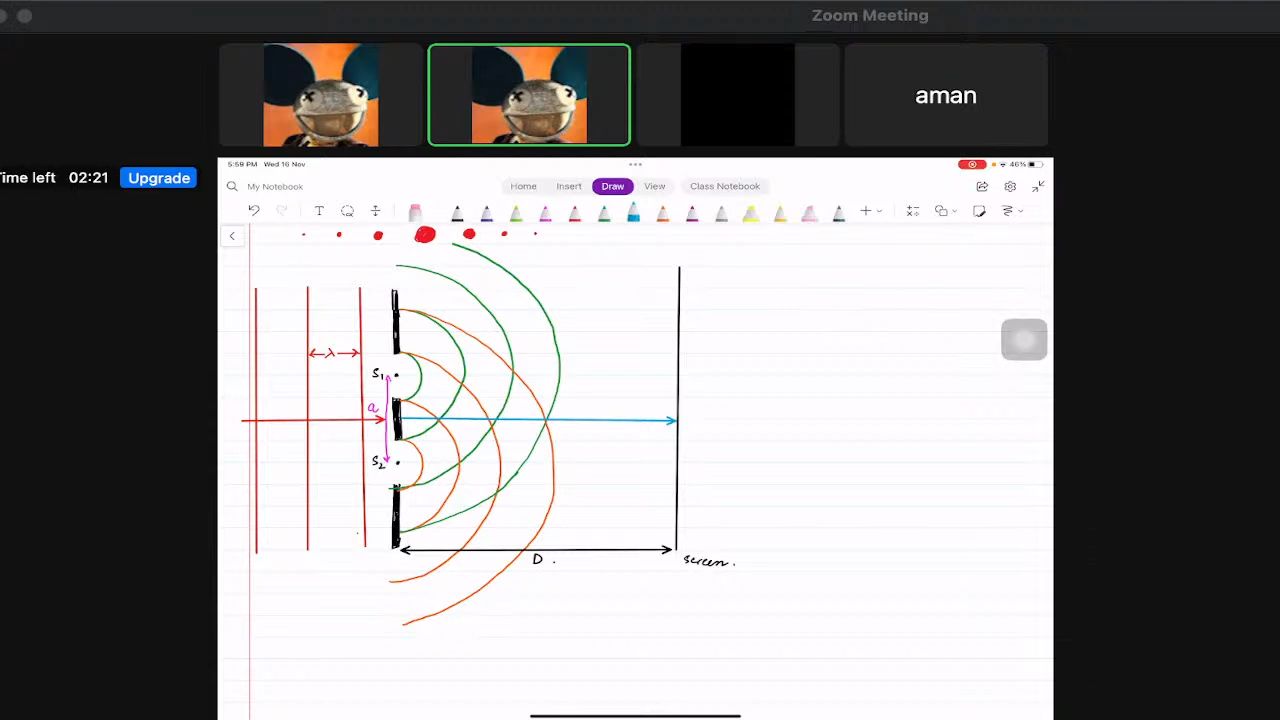 Zoom Meeting
aman
Time left 02:21 Upgrade
5:59 PM Wed 16 Nov
46%
My Notebook
Home Insert Draw View Class Notebook
λ
S1
a
S2
D .
screen.